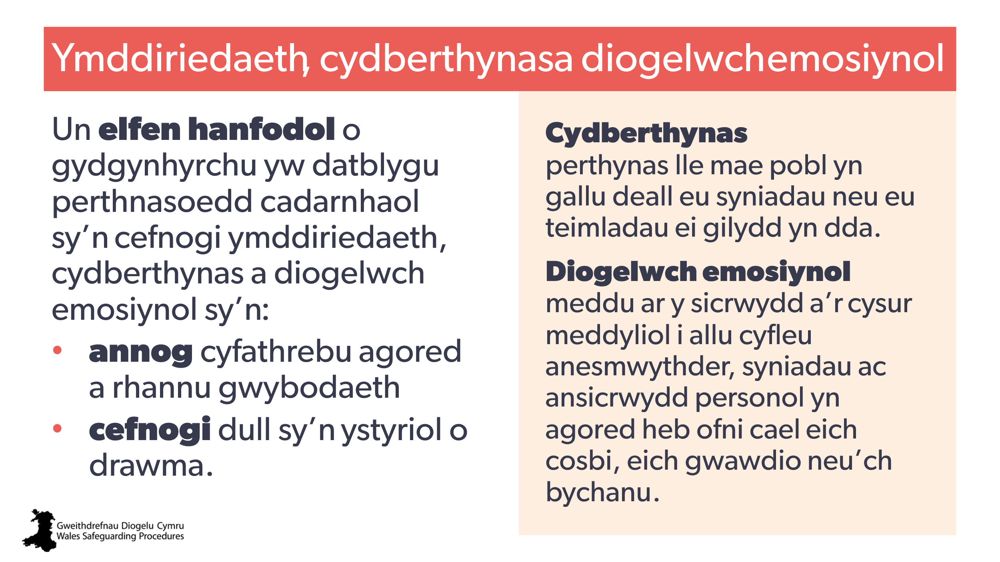 Ymddiriedaeth, cydberthynasa diogelwchemosiynol
Un elfen hanfodol o
gydgynhyrchu yw datblygu
perthnasoedd cadarnhaol
sy'n cefnogi ymddiriedaeth,
cydberthynas a diogelwch
emosiynol sy'n:
• annog cyfathrebu agored
a rhannu gwybodaeth
• cefnogi dull sy'n ystyriol o
drawma.
Cydberthynas
perthynas lle mae pobl yn
gallu deall eu syniadau neu eu
teimladau ei gilydd yn dda.
Diogelwch emosiynol
meddu ar y sicrwydd a'r cysur
meddyliol i allu cyfleu
anesmwythder, syniadau ac
ansicrwydd personol yn
agored heb ofni cael eich
cosbi, eich gwawdio neu'ch
bychanu.
Gweithdrefnau Diogelu Cymru
Wales Safeguarding Procedures